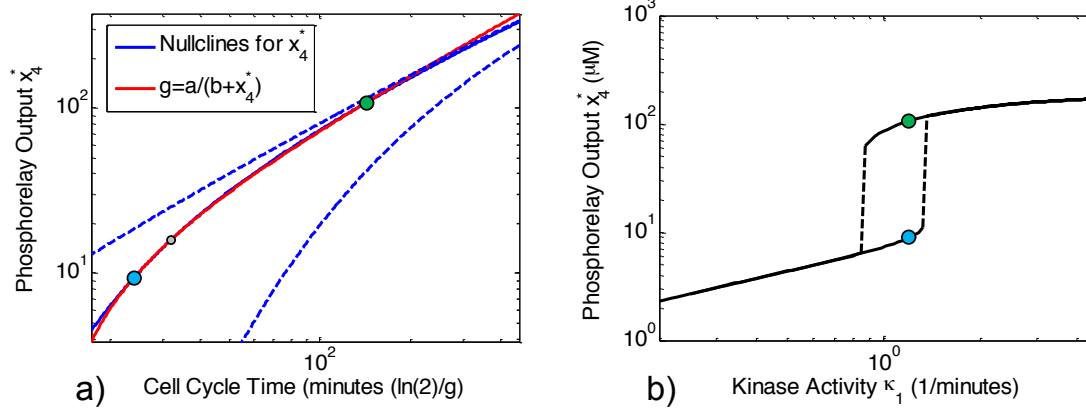 Nullclines for x*4
g=a/(b+x*4)
Phosphorelay Output x*4
10^2
10^1
10^2
a) Cell Cycle Time (minutes (ln(2)/g)
Phosphorelay Output x*4 (μM)
10^3
10^2
10^1
10^0
10^0
b) Kinase Activity κ1 (1/minutes)